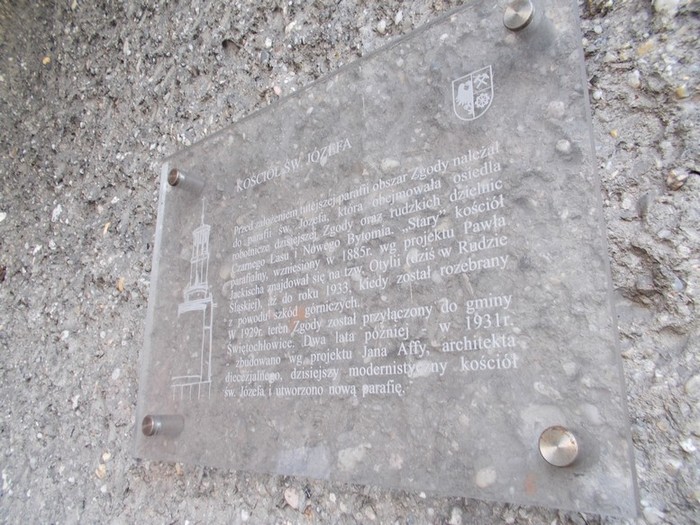 KOŚCIÓŁ ŚW. JÓZEFA
Przed założeniem tutejszej parafii obszar Zgody należał
do parafii św. Józefa, która obejmowała osiedla
robotnicze dzisiejszej Zgody oraz rudzkich dzielnic
Czarnego Lasu i Nowego Bytomia. „Stary” kościół
parafialny, wzniesiony w 1885r. wg projektu Pawła
Jackischa znajdował się na tzw. Otylii (dziś w Rudzie
Śląskiej), aż do roku 1933, kiedy został rozebrany
z powodu szkód górniczych.
W 1929r. teren Zgody został przyłączony do gminy
Świętochłowice. Dwa lata później - w 1931r.
- zbudowano wg projektu Jana Affy, architekta
diecezjalnego, dzisiejszy modernistyczny kościół
św. Józefa i utworzono nową parafię.